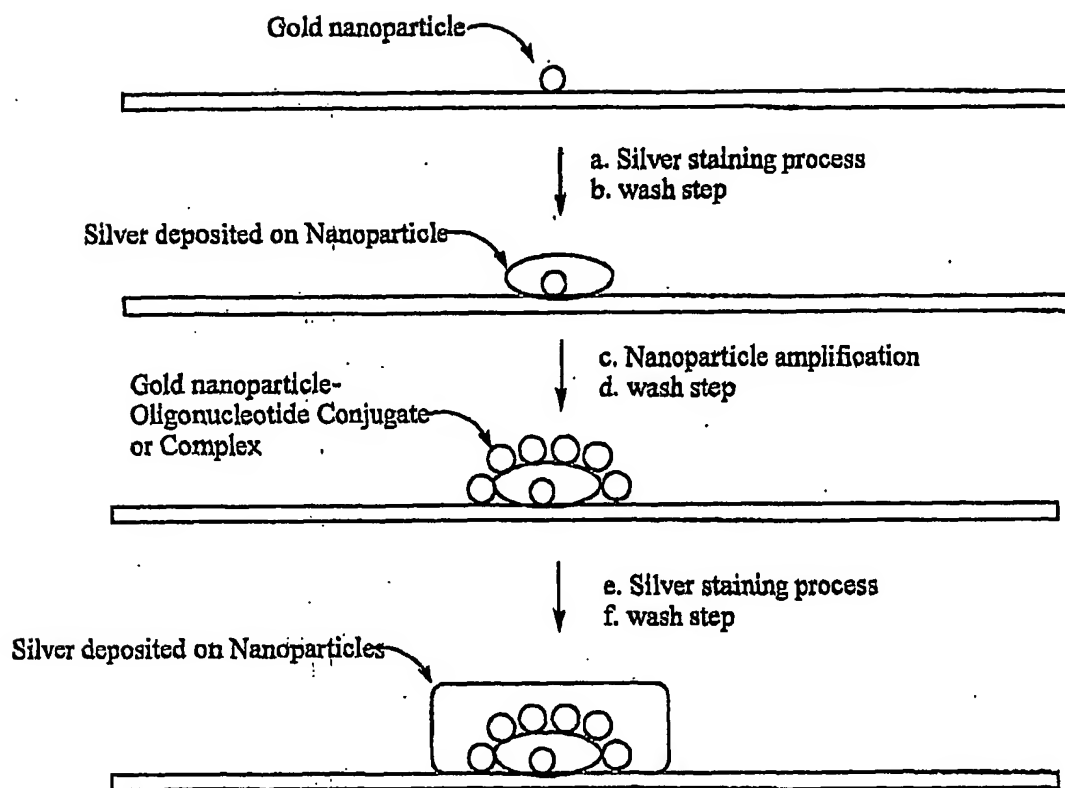 Gold nanoparticle
a. Silver staining process
b. wash step
Silver deposited on Nanoparticle
c. Nanoparticle amplification
d. wash step
Gold nanoparticle-
Oligonucleotide Conjugate
or Complex
e. Silver staining process
f. wash step
Silver deposited on Nanoparticles